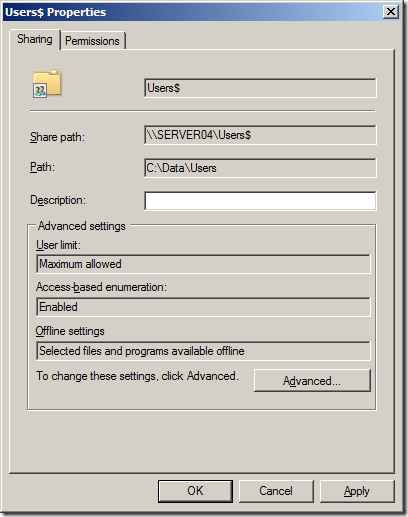 Users$ Properties
Sharing
Permissions
Users$
Share path:
\\SERVER04\Users$
Path:
C:\Data\Users
Description:
Advanced settings
User limit:
Maximum allowed
Access-based enumeration:
Enabled
Offline settings
Selected files and programs available offline
To change these settings, click Advanced.
Advanced...
OK
Cancel
Apply